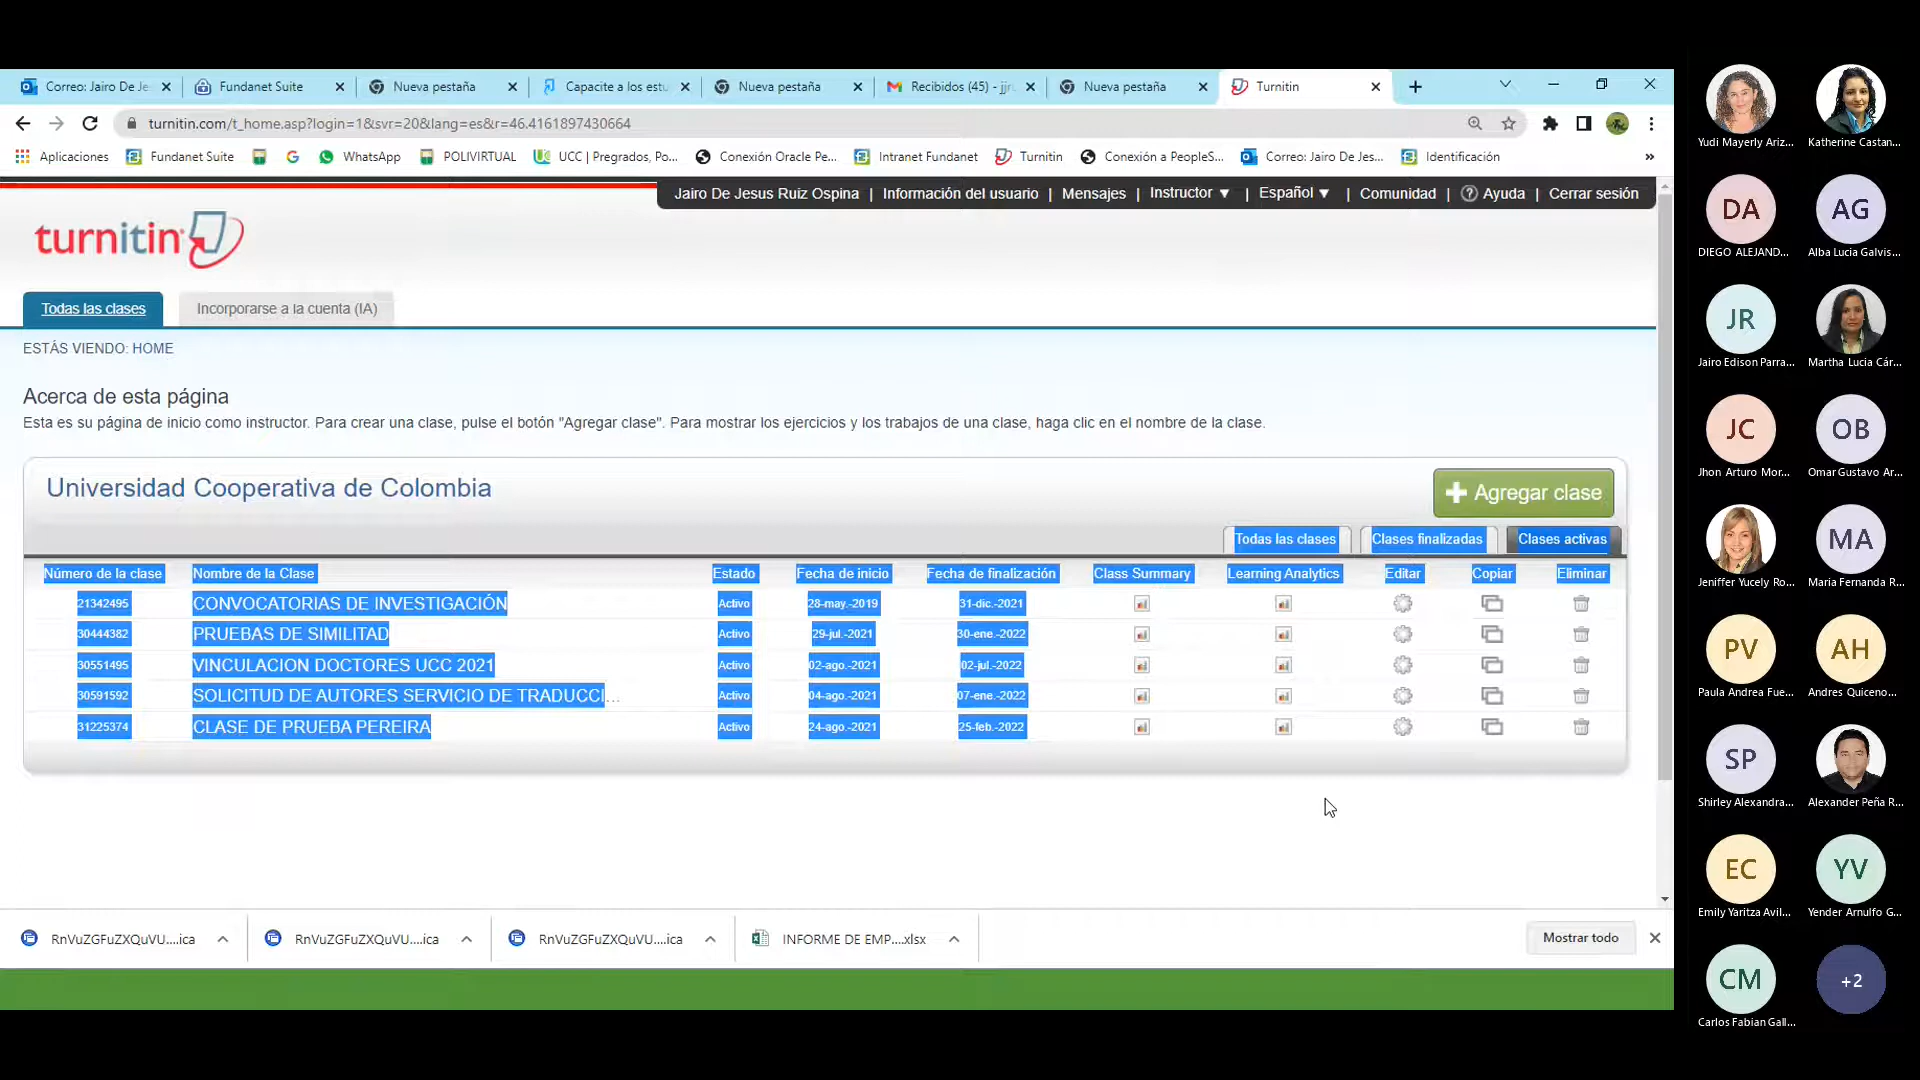 Correo: Jairo De Je
Fundanet Suite
Nueva pestaña
Capacite a los estu
Nueva pestaña
Recibidos (45) - jjru
Nueva pestaña
Turnitin
turnitin.com/t_home.asp?login=1&svr=20&lang=es&r=46.4161897430664
Aplicaciones
Fundanet Suite
WhatsApp
POLIVIRTUAL
UCC | Pregrados, Po...
Conexión Oracle Pe...
Intranet Fundanet
Turnitin
Conexión a PeopleS...
Correo: Jairo De Jes...
Identificación
»
Jairo De Jesus Ruiz Ospina | Información del usuario | Mensajes | Instructor ▼ | Español ▼ | Comunidad | ? Ayuda | Cerrar sesión
turnitin
Todas las clases
Incorporarse a la cuenta (IA)
ESTÁS VIENDO: HOME
Acerca de esta página
Esta es su página de inicio como instructor. Para crear una clase, pulse el botón "Agregar clase". Para mostrar los ejercicios y los trabajos de una clase, haga clic en el nombre de la clase.
Universidad Cooperativa de Colombia
Agregar clase
Todas las clases
Clases finalizadas
Clases activas
Número de la clase Nombre de la Clase Estado Fecha de inicio Fecha de finalización Class Summary Learning Analytics Editar Copiar Eliminar
21342495 CONVOCATORIAS DE INVESTIGACIÓN Activo 28-may.-2019 31-dic.-2021
30444382 PRUEBAS DE SIMILITAD Activo 29-jul.-2021 30-ene.-2022
30551495 VINCULACION DOCTORES UCC 2021 Activo 02-ago.-2021 02-jul.-2022
30591592 SOLICITUD DE AUTORES SERVICIO DE TRADUCCI... Activo 04-ago.-2021 07-ene.-2022
31225374 CLASE DE PRUEBA PEREIRA Activo 24-ago.-2021 25-feb.-2022
RnVuZGFuZXQuVU....ica
RnVuZGFuZXQuVU....ica
RnVuZGFuZXQuVU....ica
INFORME DE EMP....xlsx
Mostrar todo
Yudi Mayerly Ariz...
Katherine Castan...
DA
AG
DIEGO ALEJAND...
Alba Lucia Galvis...
JR
Jairo Edison Parra...
Martha Lucia Cár...
JC
OB
Jhon Arturo Mor...
Omar Gustavo Ar...
MA
Jeniffer Yucely Ro...
Maria Fernanda R...
PV
AH
Paula Andrea Fue...
Andres Quiceno...
SP
Shirley Alexandra...
Alexander Peña R...
EC
YV
Emily Yaritza Avil...
Yender Arnulfo G...
CM
+2
Carlos Fabian Gall...